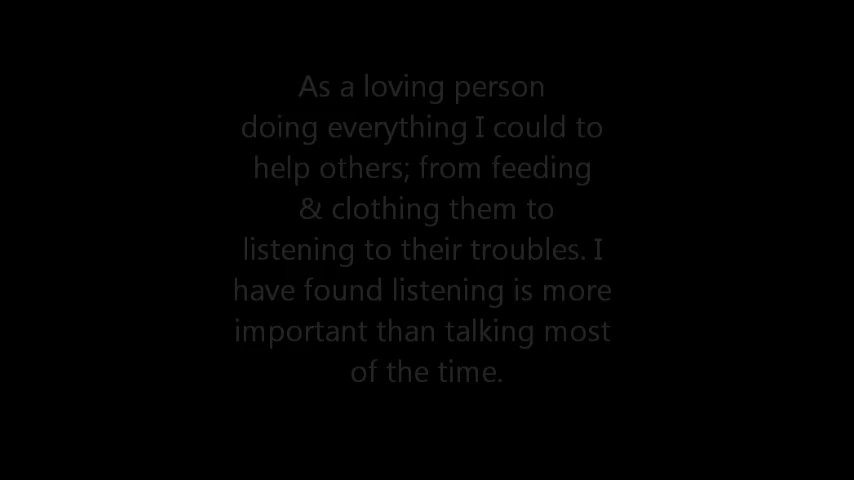 As a loving person
doing everything I could to
help others; from feeding
& clothing them to
listening to their troubles. I
have found listening is more
important than talking most
of the time.